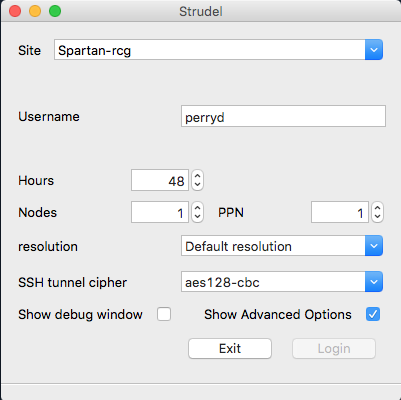 Strudel
Site Spartan-rcg
Username perryd
Hours 48
Nodes 1 PPN 1
resolution Default resolution
SSH tunnel cipher aes128-cbc
Show debug window Show Advanced Options
Exit Login